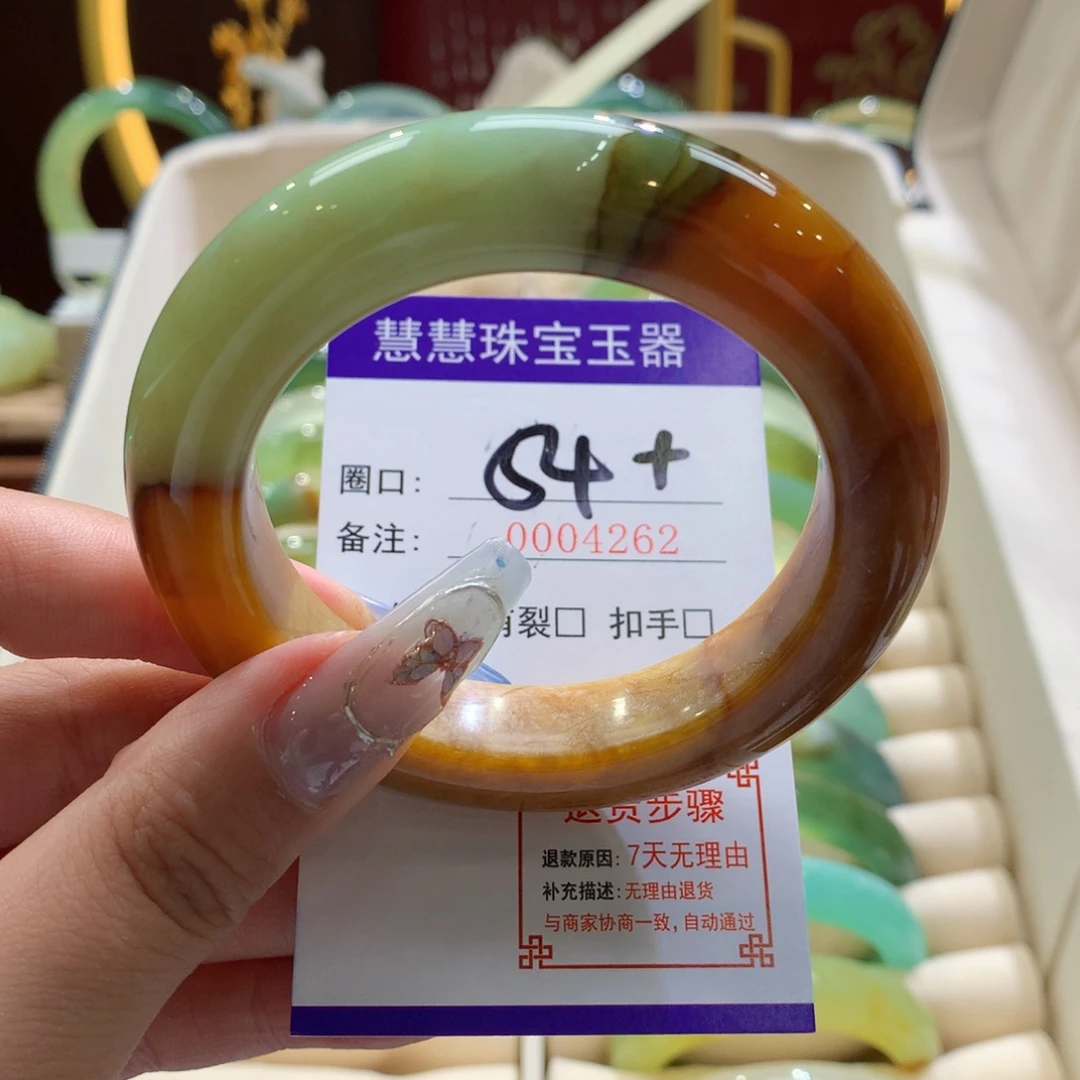 慧慧珠宝玉器
圈口: 54+
备注: 0004262
裂□ 扣手□
退货步骤
退款原因: 7天无理由
补充描述: 无理由退货
与商家协商一致, 自动通过